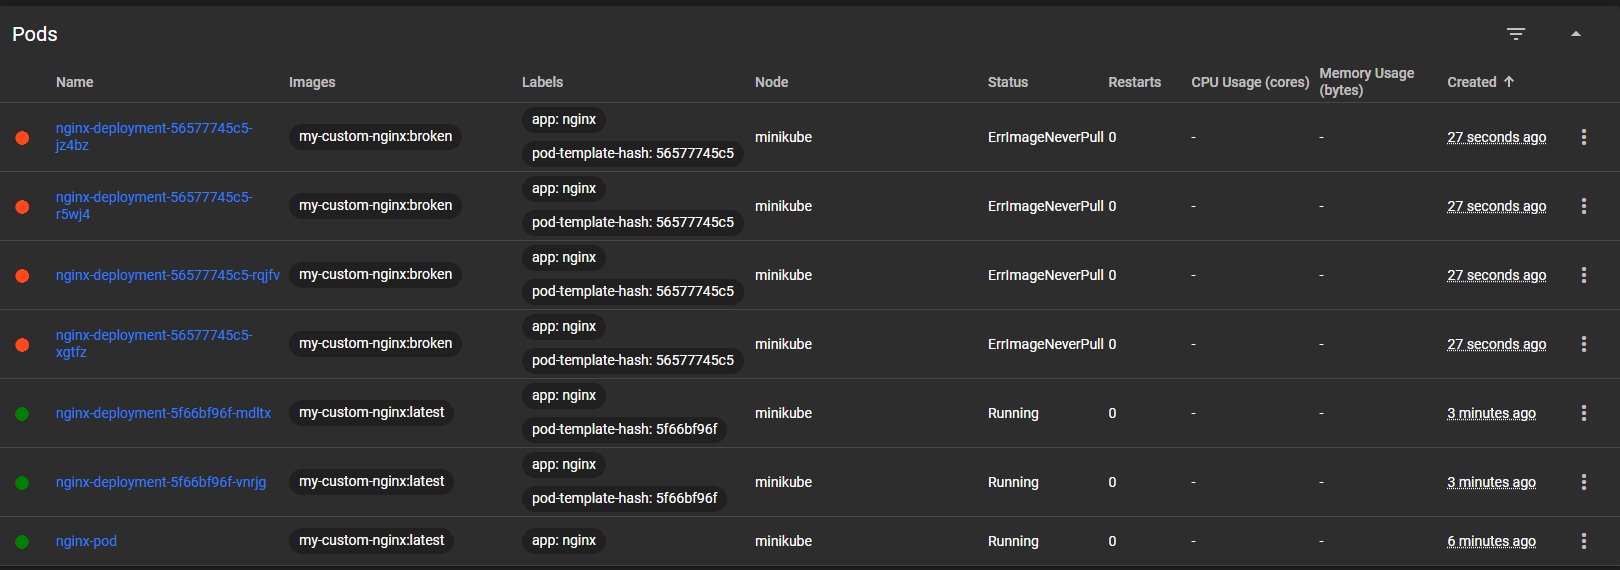 Pods
Name Images Labels Node Status Restarts CPU Usage (cores) Memory Usage (bytes) Created
nginx-deployment-56577745c5-jz4bz my-custom-nginx:broken app: nginx pod-template-hash: 56577745c5 minikube ErrImageNeverPull 0 - - 27 seconds ago
nginx-deployment-56577745c5-r5wj4 my-custom-nginx:broken app: nginx pod-template-hash: 56577745c5 minikube ErrImageNeverPull 0 - - 27 seconds ago
nginx-deployment-56577745c5-rqjfv my-custom-nginx:broken app: nginx pod-template-hash: 56577745c5 minikube ErrImageNeverPull 0 - - 27 seconds ago
nginx-deployment-56577745c5-xgtfz my-custom-nginx:broken app: nginx pod-template-hash: 56577745c5 minikube ErrImageNeverPull 0 - - 27 seconds ago
nginx-deployment-5f66bf96f-mdltx my-custom-nginx:latest app: nginx pod-template-hash: 5f66bf96f minikube Running 0 - - 3 minutes ago
nginx-deployment-5f66bf96f-vnrjg my-custom-nginx:latest app: nginx pod-template-hash: 5f66bf96f minikube Running 0 - - 3 minutes ago
nginx-pod my-custom-nginx:latest app: nginx minikube Running 0 - - 6 minutes ago